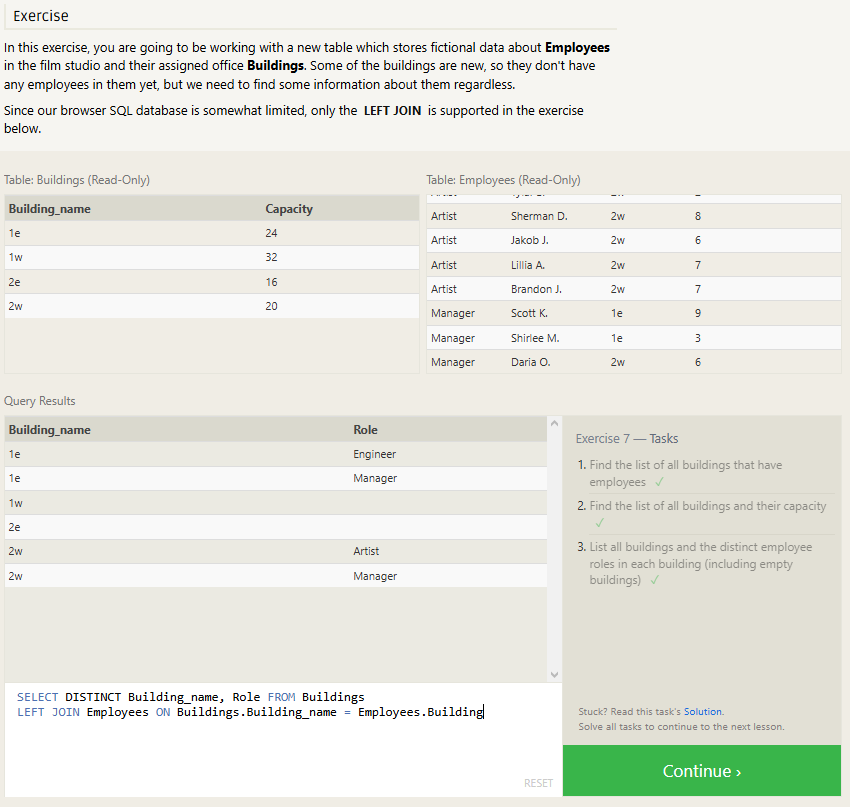 Exercise
In this exercise, you are going to be working with a new table which stores fictional data about Employees
in the film studio and their assigned office Buildings. Some of the buildings are new, so they don't have
any employees in them yet, but we need to find some information about them regardless.
Since our browser SQL database is somewhat limited, only the LEFT JOIN is supported in the exercise
below.
Table: Buildings (Read-Only)
Building_name Capacity
1e 24
1w 32
2e 16
2w 20
Table: Employees (Read-Only)
Artist Sherman D. 2w 8
Artist Jakob J. 2w 6
Artist Lillia A. 2w 7
Artist Brandon J. 2w 7
Manager Scott K. 1e 9
Manager Shirlee M. 1e 3
Manager Daria O. 2w 6
Query Results
Building_name Role
1e Engineer
1e Manager
1w
2e
2w Artist
2w Manager
SELECT DISTINCT Building_name, Role FROM Buildings
LEFT JOIN Employees ON Buildings.Building_name = Employees.Building
RESET
Exercise 7 — Tasks
1. Find the list of all buildings that have
employees ✓
2. Find the list of all buildings and their capacity
✓
3. List all buildings and the distinct employee
roles in each building (including empty
buildings) ✓
Stuck? Read this task's Solution.
Solve all tasks to continue to the next lesson.
Continue ›